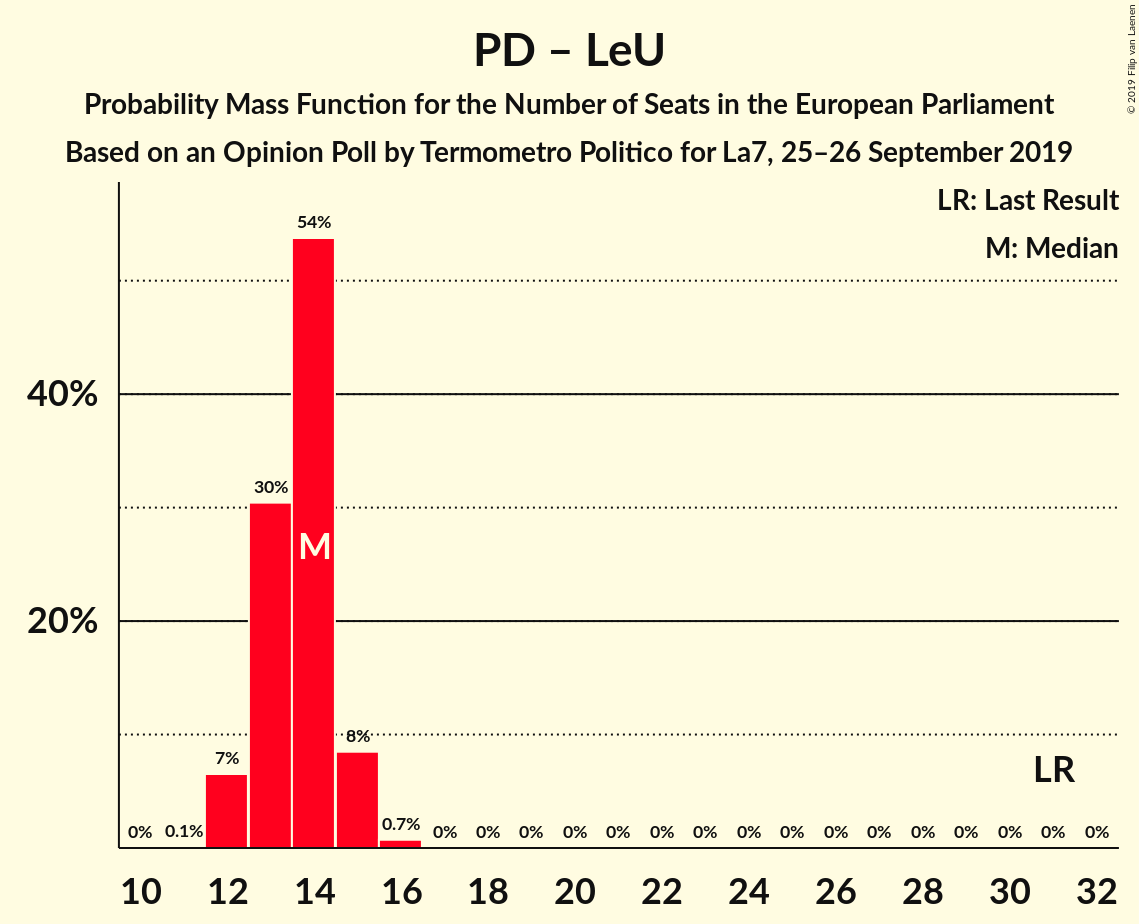 PD – LeU
Probability Mass Function for the Number of Seats in the European Parliament
Based on an Opinion Poll by Termometro Politico for La7, 25–26 September 2019
© 2019 Filip van Laenen
LR: Last Result
M: Median
54%
40%
30%
M
20%
8%
7%
LR
0% 0.1% 0.7% 0% 0% 0% 0% 0% 0% 0% 0% 0% 0% 0% 0% 0% 0% 0% 0%
10 12 14 16 18 20 22 24 26 28 30 32